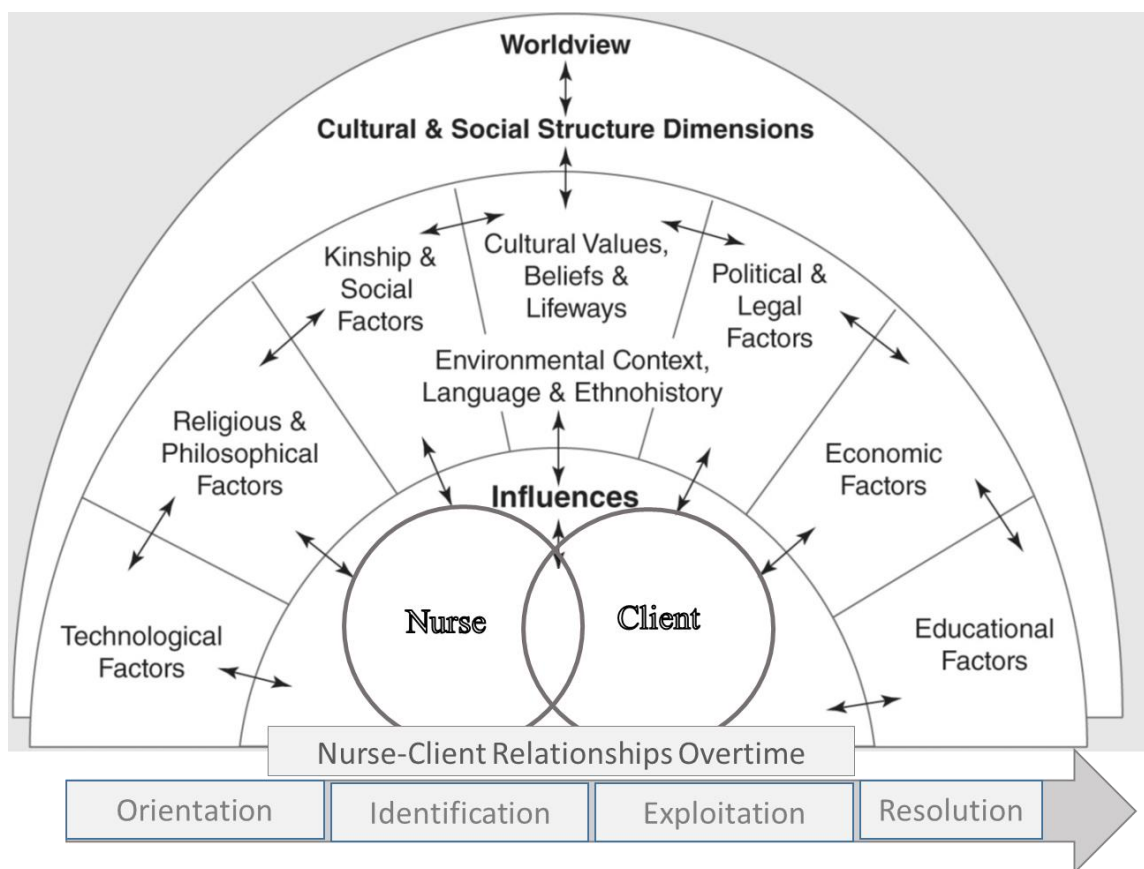 Worldview
Cultural & Social Structure Dimensions
Kinship &
Social
Factors
Cultural Values,
Beliefs &
Lifeways
Political &
Legal
Factors
Environmental Context,
Language & Ethnohistory
Religious &
Philosophical
Factors
Economic
Factors
Influences
Technological
Factors
Nurse
Client
Educational
Factors
Nurse-Client Relationships Overtime
Orientation
Identification
Exploitation
Resolution